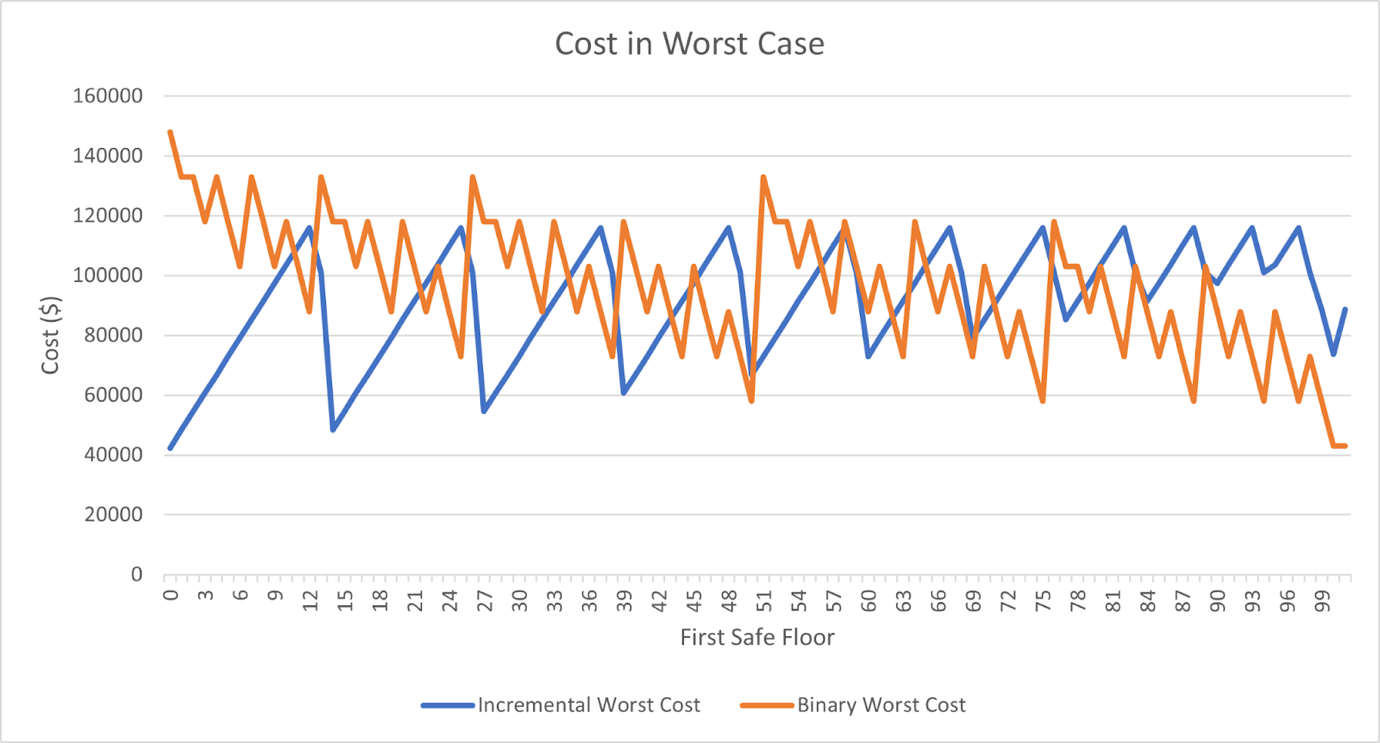 Cost in Worst Case
160000
140000
120000
100000
80000
60000
40000
20000
0
Cost ($)
0 3 6 9 12 15 18 21 24 27 30 33 36 39 42 45 48 51 54 57 60 63 66 69 72 75 78 81 84 87 90 93 96 99
First Safe Floor
Incremental Worst Cost Binary Worst Cost